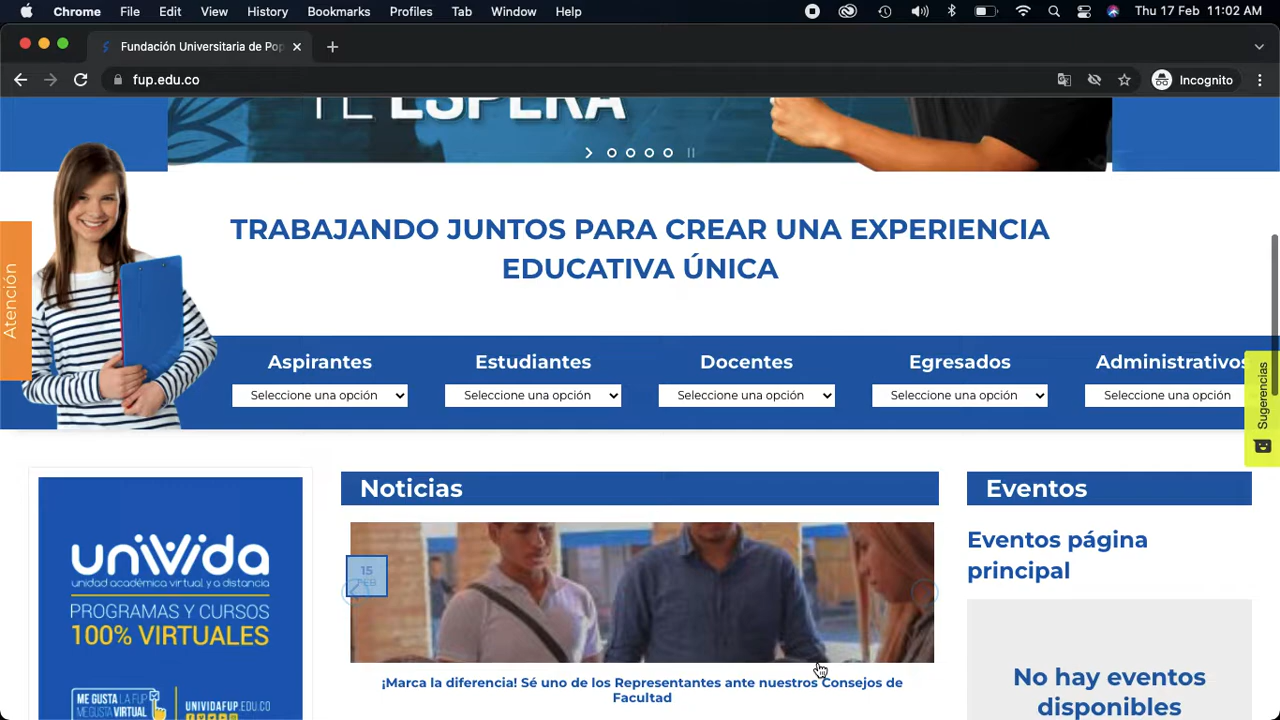 Chrome File Edit View History Bookmarks Profiles Tab Window Help Thu 17 Feb 11:02 AM
Fundación Universitaria de Pop
fup.edu.co Incognito
TE ESPERA
TRABAJANDO JUNTOS PARA CREAR UNA EXPERIENCIA
EDUCATIVA ÚNICA
Atención
Aspirantes Estudiantes Docentes Egresados Administrativos
Seleccione una opción Seleccione una opción Seleccione una opción Seleccione una opción Seleccione una opción
Sugerencias
univida
unidad académica virtual y a distancia
PROGRAMAS Y CURSOS
100% VIRTUALES
ME GUSTA LA FUP
ME GUSTA VIRTUAL
UNIVIDAFUP.EDU.CO
Noticias
15
FEB
¡Marca la diferencia! Sé uno de los Representantes ante nuestros Consejos de
Facultad
Eventos
Eventos página
principal
No hay eventos
disponibles